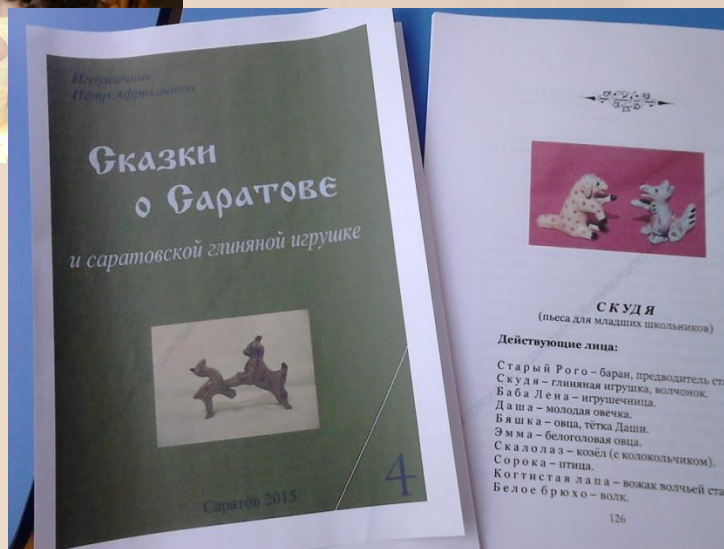 Игрушечник
Пётр Африкантов
Сказки
о Саратове
и саратовской глиняной игрушке
4
Саратов 2015
СКУДЯ
(пьеса для младших школьников)
Действующие лица:
Старый Рого – баран, предводитель
Скудя – глиняная игрушка, волчонок.
Баба Лена – игрушечница.
Даша – молодая овечка.
Бяшка – овца, тётка Даши.
Эмма – белоголовая овца.
Скалолаз – козёл (с колокольчиком).
Сорока – птица.
Когтистая лапа – вожак волчьей
Белое брюхо – волк.
126